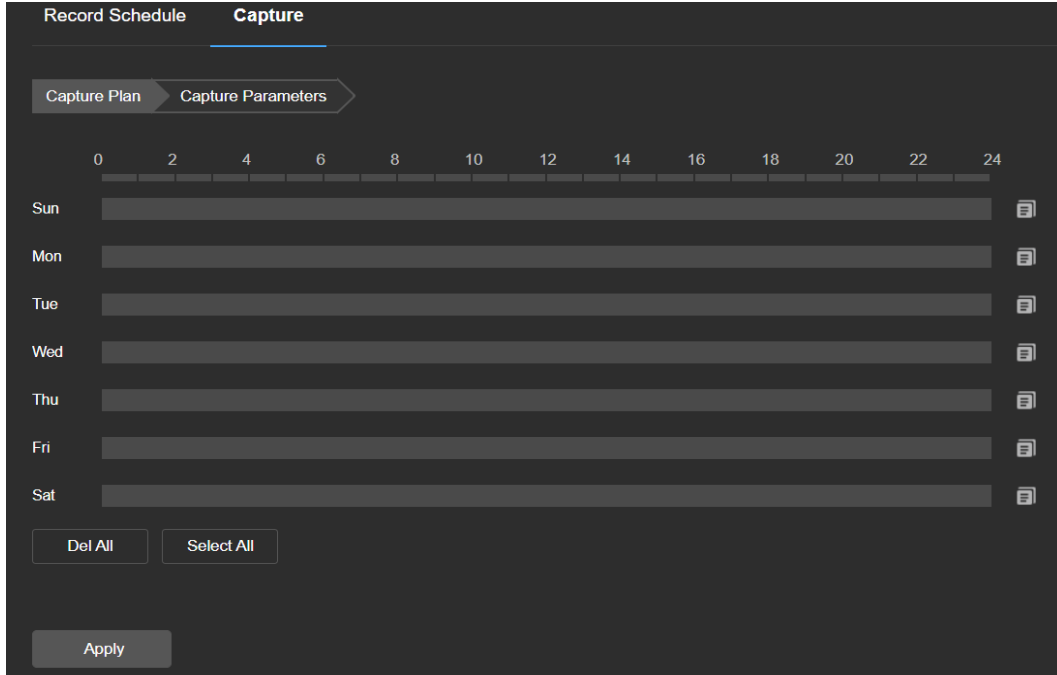 Record Schedule Capture
Capture Plan Capture Parameters
0 2 4 6 8 10 12 14 16 18 20 22 24
Sun
Mon
Tue
Wed
Thu
Fri
Sat
Del All Select All
Apply